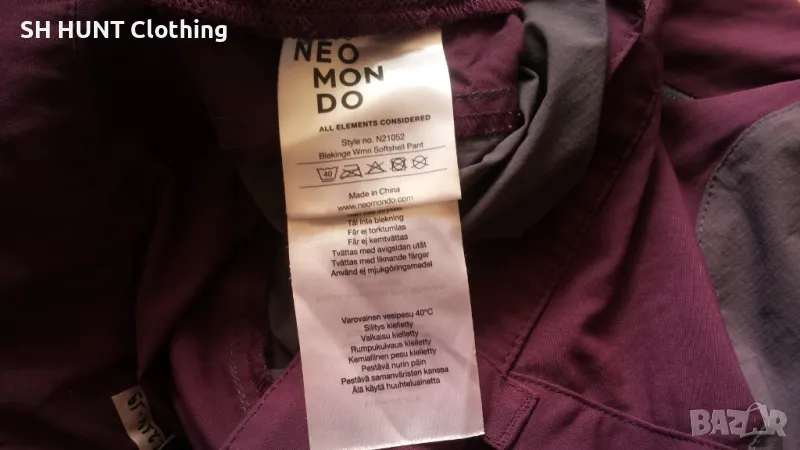 SH HUNT Clothing
NEO
MON
DO
ALL ELEMENTS CONSIDERED
Style no. N21052
Blekinge Wmn Softshell Pant
40
Made in China
www.neomondo.com
Tål inte blekning
Får ej torktumlas
Får ej kemtvättas
Tvättas med avigsidan utåt
Tvättas med liknande färger
Använd ej mjukgöringsmedel
Varovainen vesipesu 40°C
Silitys kielletty
Valkaisu kielletty
Rumpukuivaus kielletty
Kemiallinen pesu kielletty
Pestävä nurin päin
Pestävä samanväristen kanssa
Älä käytä huuhteluainetta
BAZAR